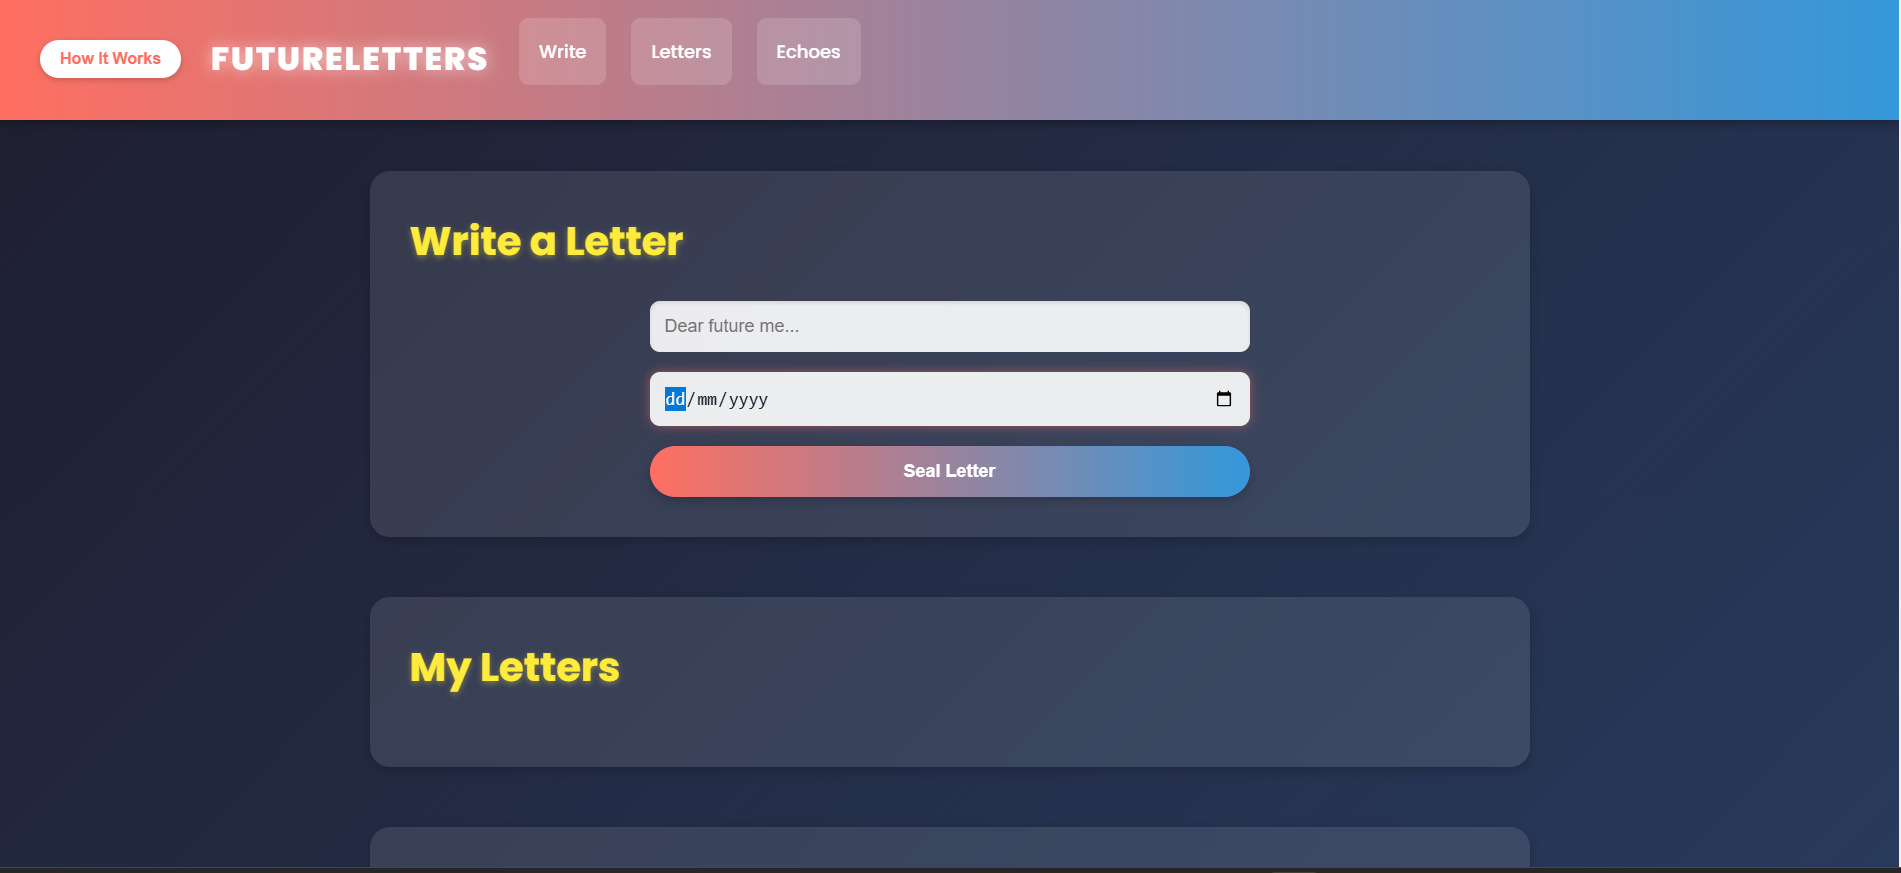 How It Works
FUTURELETTERS
Write
Letters
Echoes
Write a Letter
Dear future me...
dd/mm/yyyy
Seal Letter
My Letters